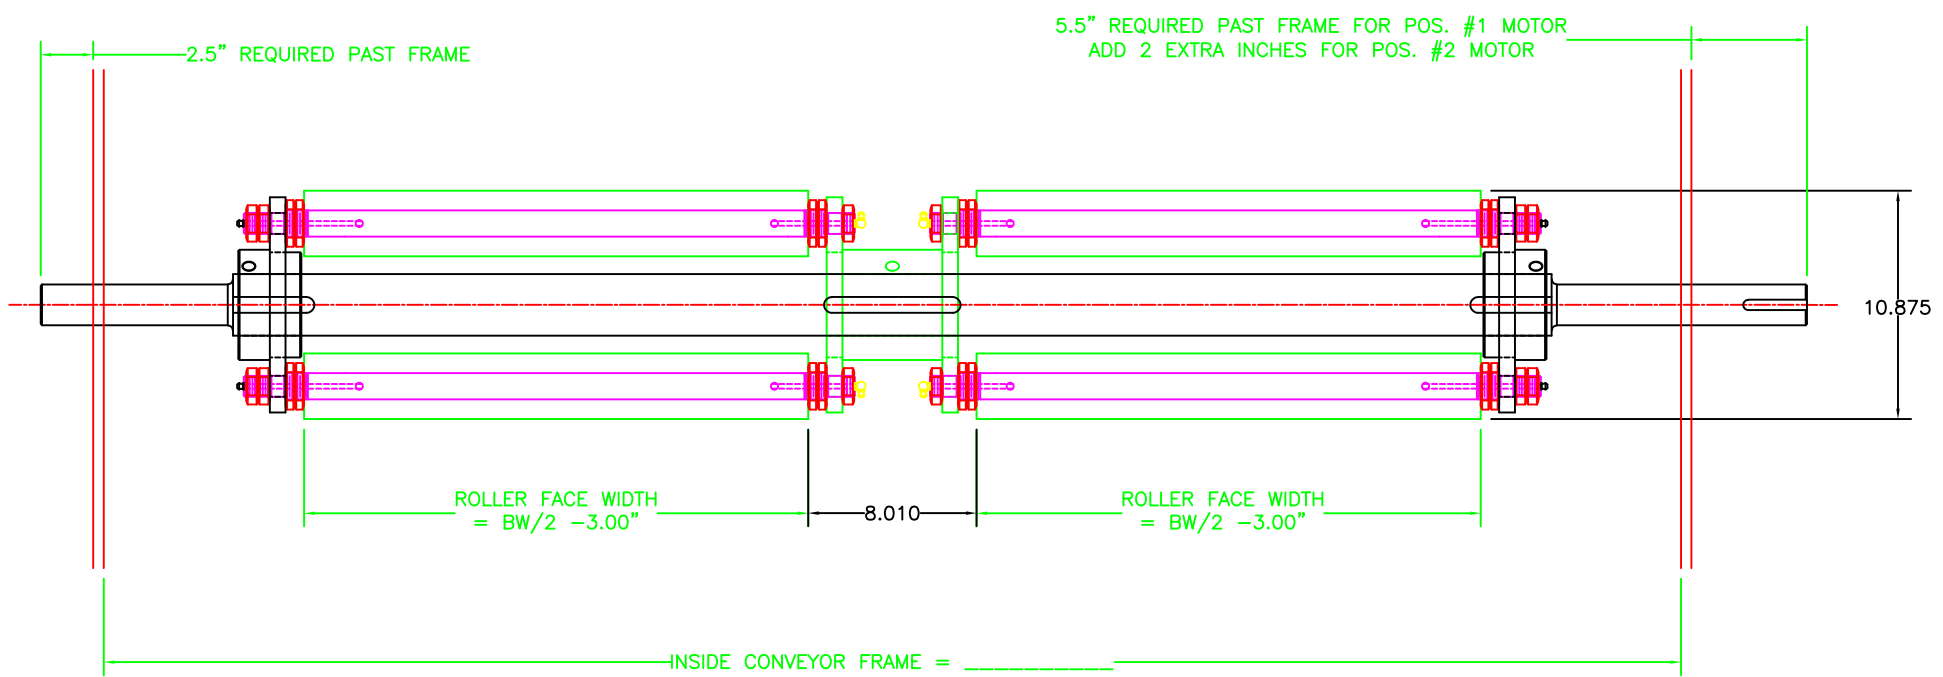 5.5” REQUIRED PAST FRAME FOR POS. #1 MOTOR
ADD 2 EXTRA INCHES FOR POS. #2 MOTOR
2.5” REQUIRED PAST FRAME
10.875
ROLLER FACE WIDTH
= BW/2 -3.00”
8.010
ROLLER FACE WIDTH
= BW/2 -3.00”
INSIDE CONVEYOR FRAME = _________